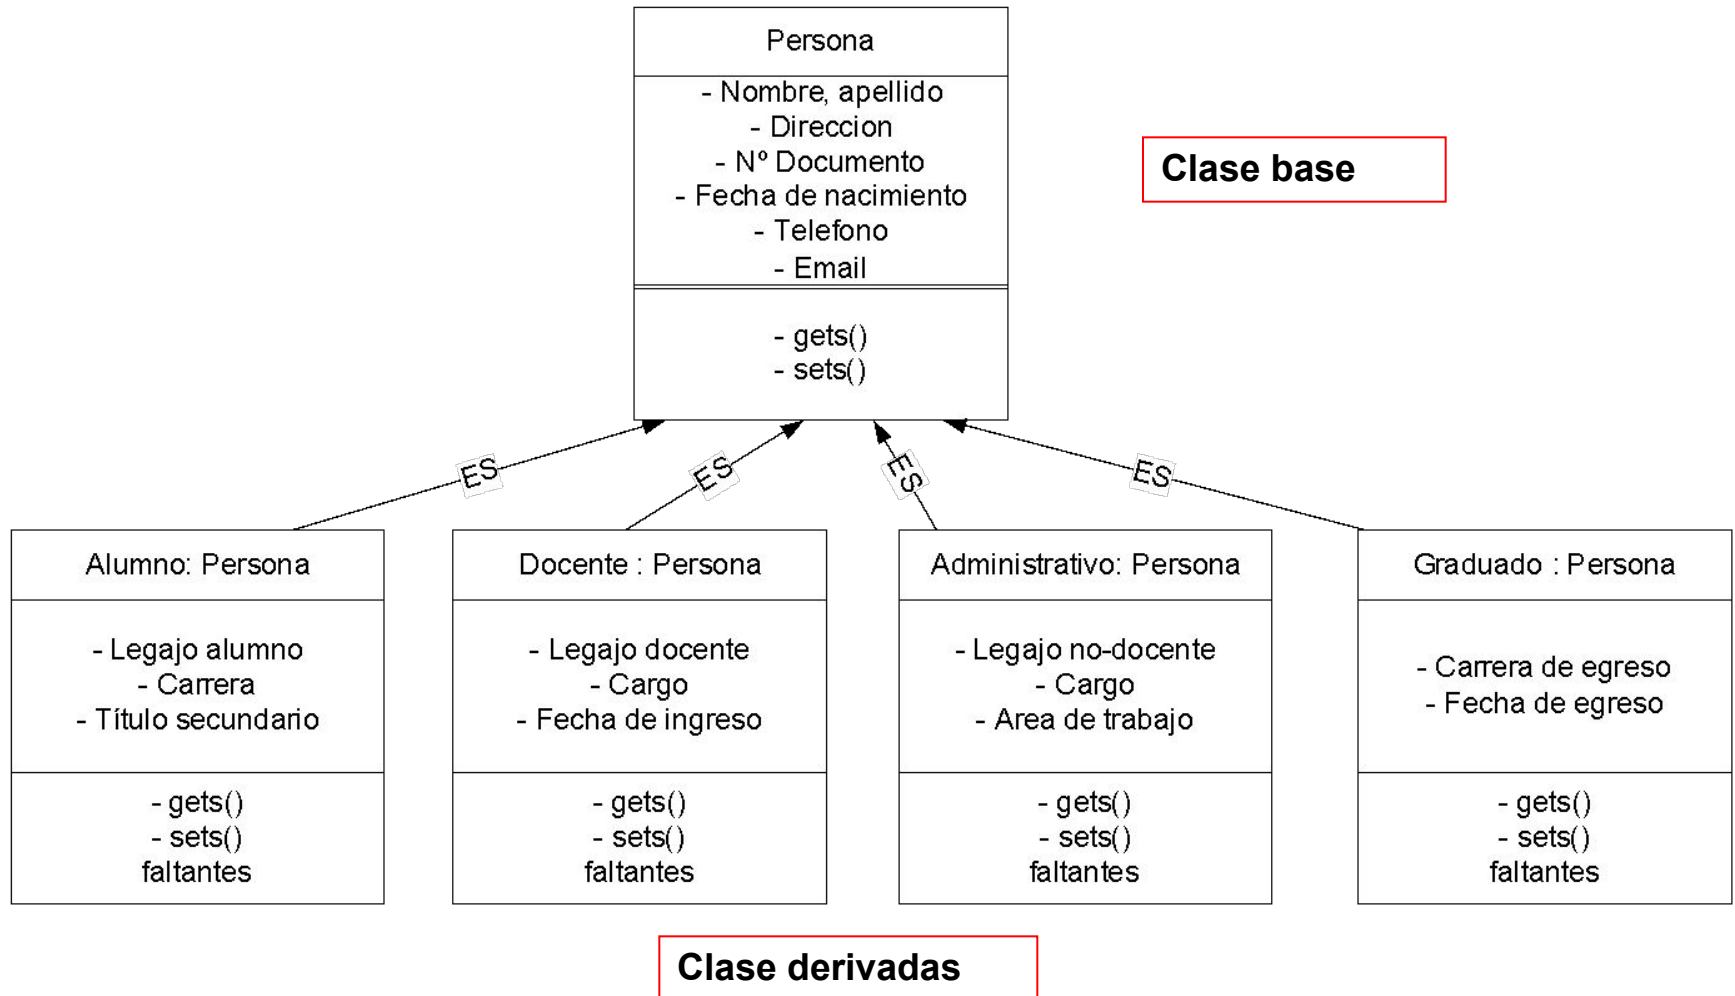 Persona
- Nombre, apellido
- Direccion
- Nº Documento
- Fecha de nacimiento
- Telefono
- Email
- gets()
- sets()
Clase base
ES
ES
ES
ES
Alumno: Persona
- Legajo alumno
- Carrera
- Título secundario
- gets()
- sets()
faltantes
Docente : Persona
- Legajo docente
- Cargo
- Fecha de ingreso
- gets()
- sets()
faltantes
Administrativo: Persona
- Legajo no-docente
- Cargo
- Area de trabajo
- gets()
- sets()
faltantes
Graduado : Persona
- Carrera de egreso
- Fecha de egreso
- gets()
- sets()
faltantes
Clase derivadas